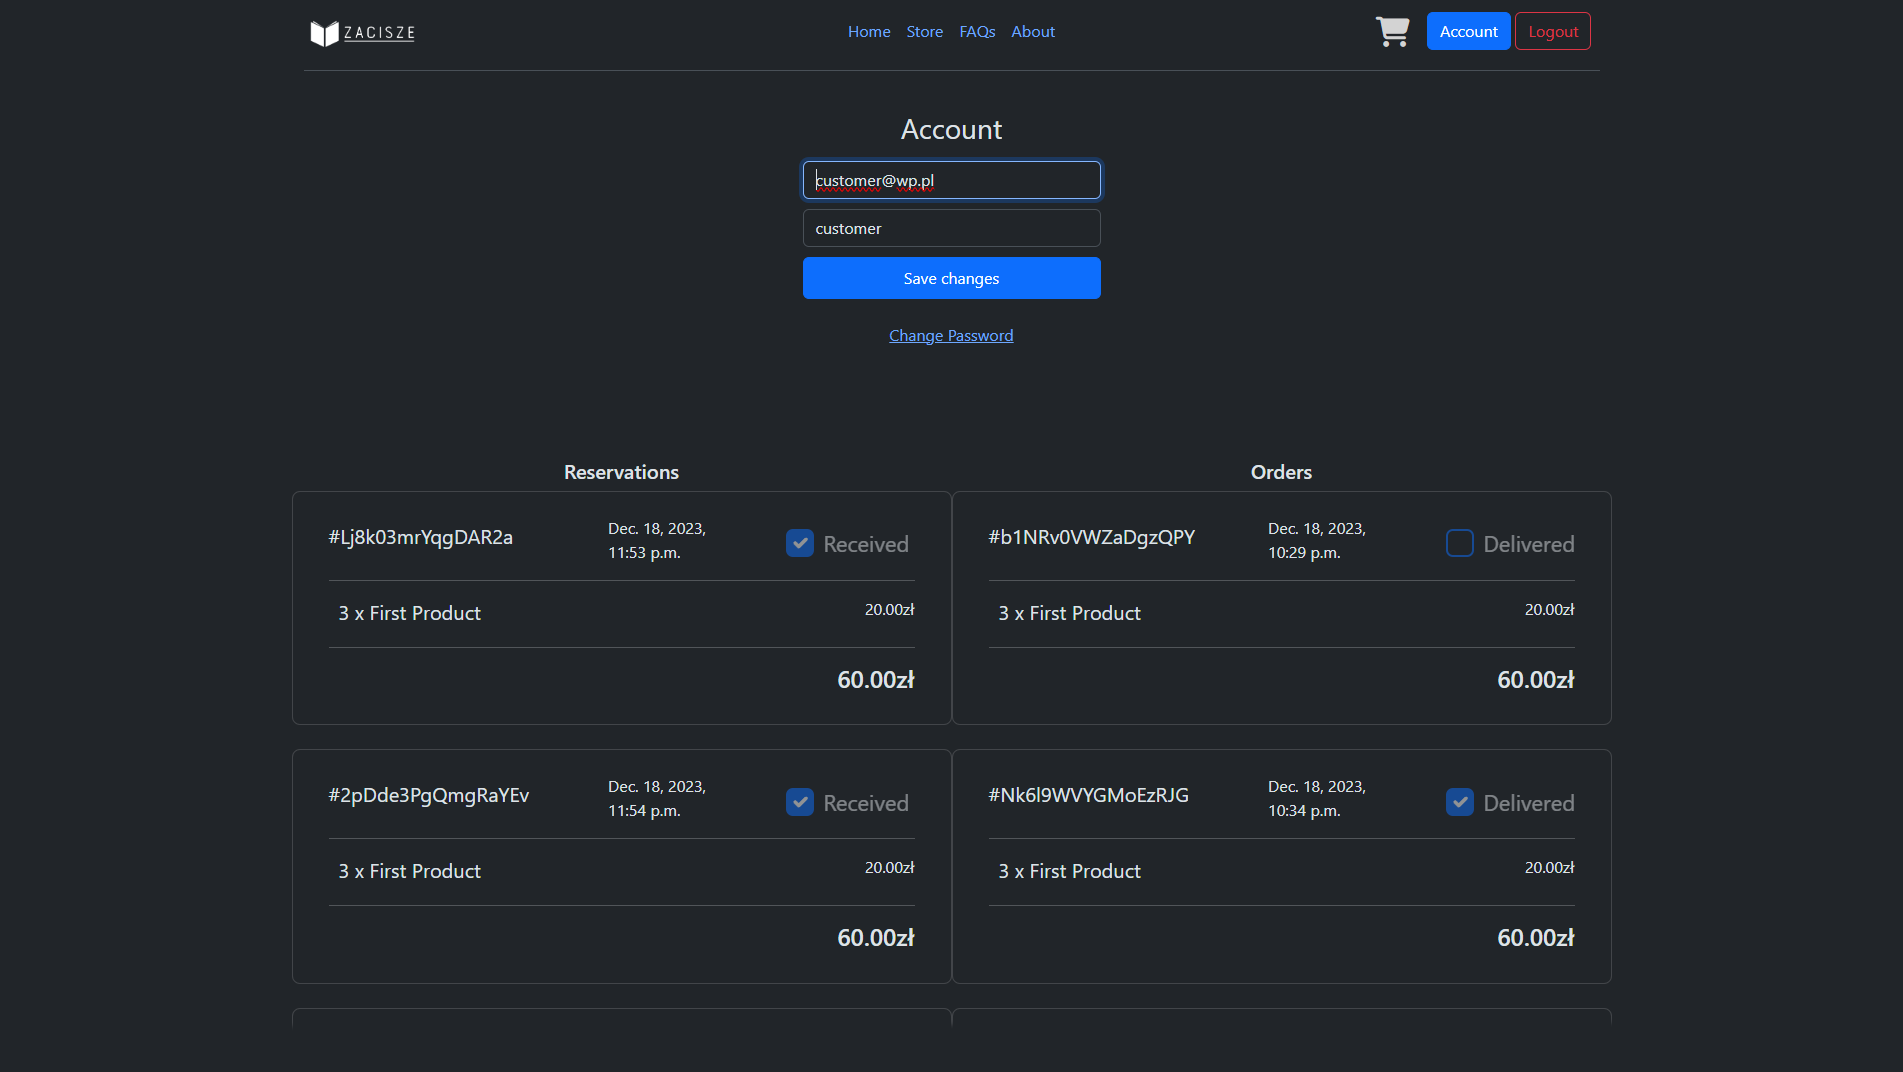 ZACISZE
Home Store FAQs About
Account Logout
Account
customer@wp.pl
customer
Save changes
Change Password
Reservations
#Lj8k03mrYqgDAR2a
Dec. 18, 2023,
11:53 p.m.
Received
3 x First Product
20.00zł
60.00zł
#2pDde3PgQmgRaYEv
Dec. 18, 2023,
11:54 p.m.
Received
3 x First Product
20.00zł
60.00zł
Orders
#b1NRv0VWZaDgzQPY
Dec. 18, 2023,
10:29 p.m.
Delivered
3 x First Product
20.00zł
60.00zł
#Nk6l9WVYGMoEzRJG
Dec. 18, 2023,
10:34 p.m.
Delivered
3 x First Product
20.00zł
60.00zł